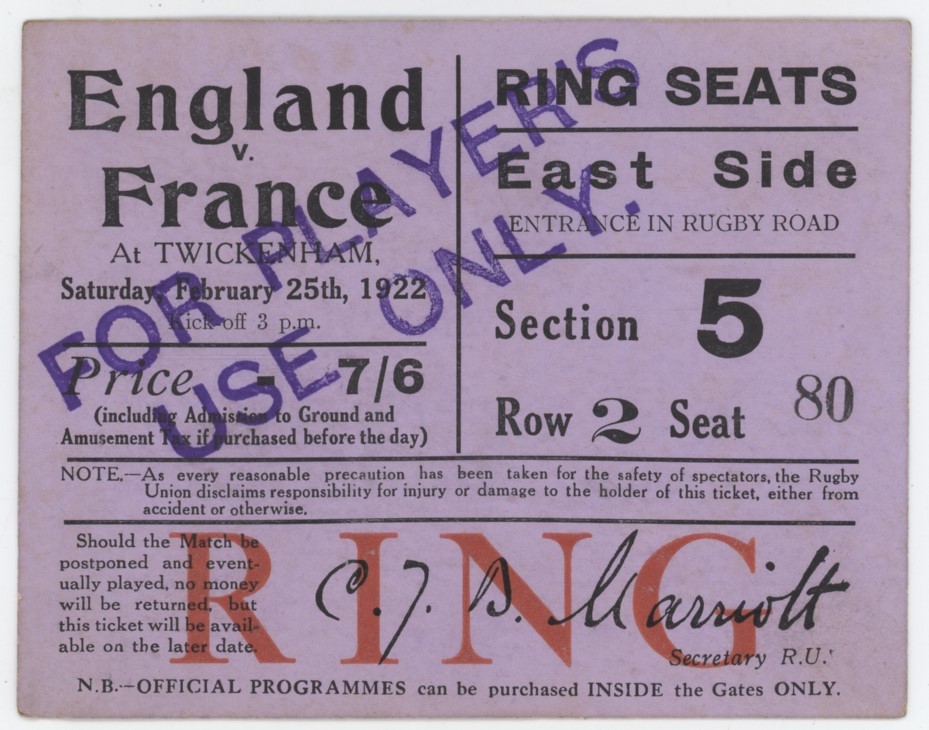 England
v.
France
At TWICKENHAM,
Saturday, February 25th, 1922
Kick-off 3 p.m.
Price - 7/6
(including Admission to Ground and
Amusement Tax if purchased before the day)
FOR PLAYERS
USE ONLY.
RING SEATS
East Side
ENTRANCE IN RUGBY ROAD
Section 5
Row 2 Seat 80
NOTE.—As every reasonable precaution has been taken for the safety of spectators, the Rugby
Union disclaims responsibility for injury or damage to the holder of this ticket, either from
accident or otherwise.
Should the Match be
postponed and event-
ually played, no money
will be returned, but
this ticket will be avail-
able on the later date.
RING
C. J. B. Marriott
Secretary R.U.
N.B.—OFFICIAL PROGRAMMES can be purchased INSIDE the Gates ONLY.